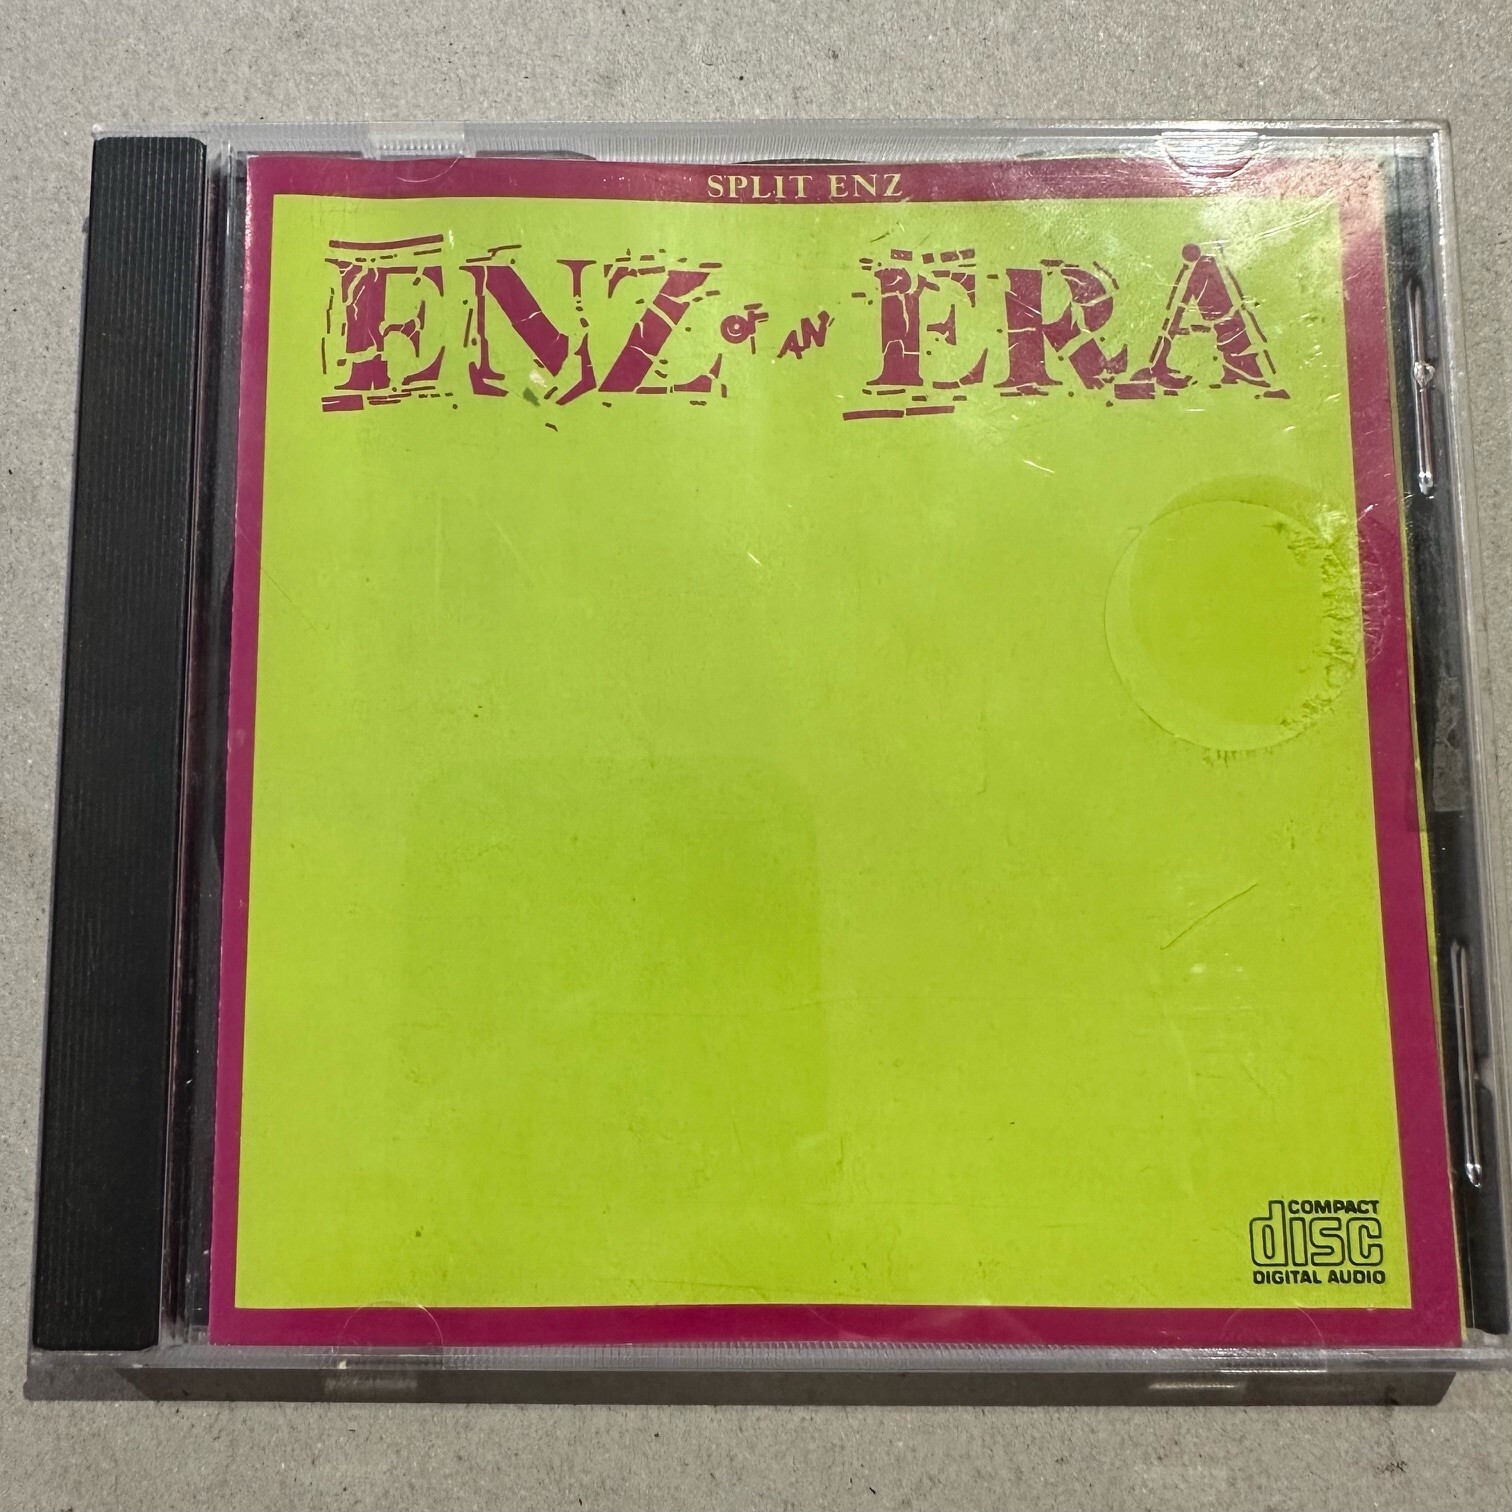 SPLIT ENZ
ENZ OF AN ERA
COMPACT
disc
DIGITAL AUDIO